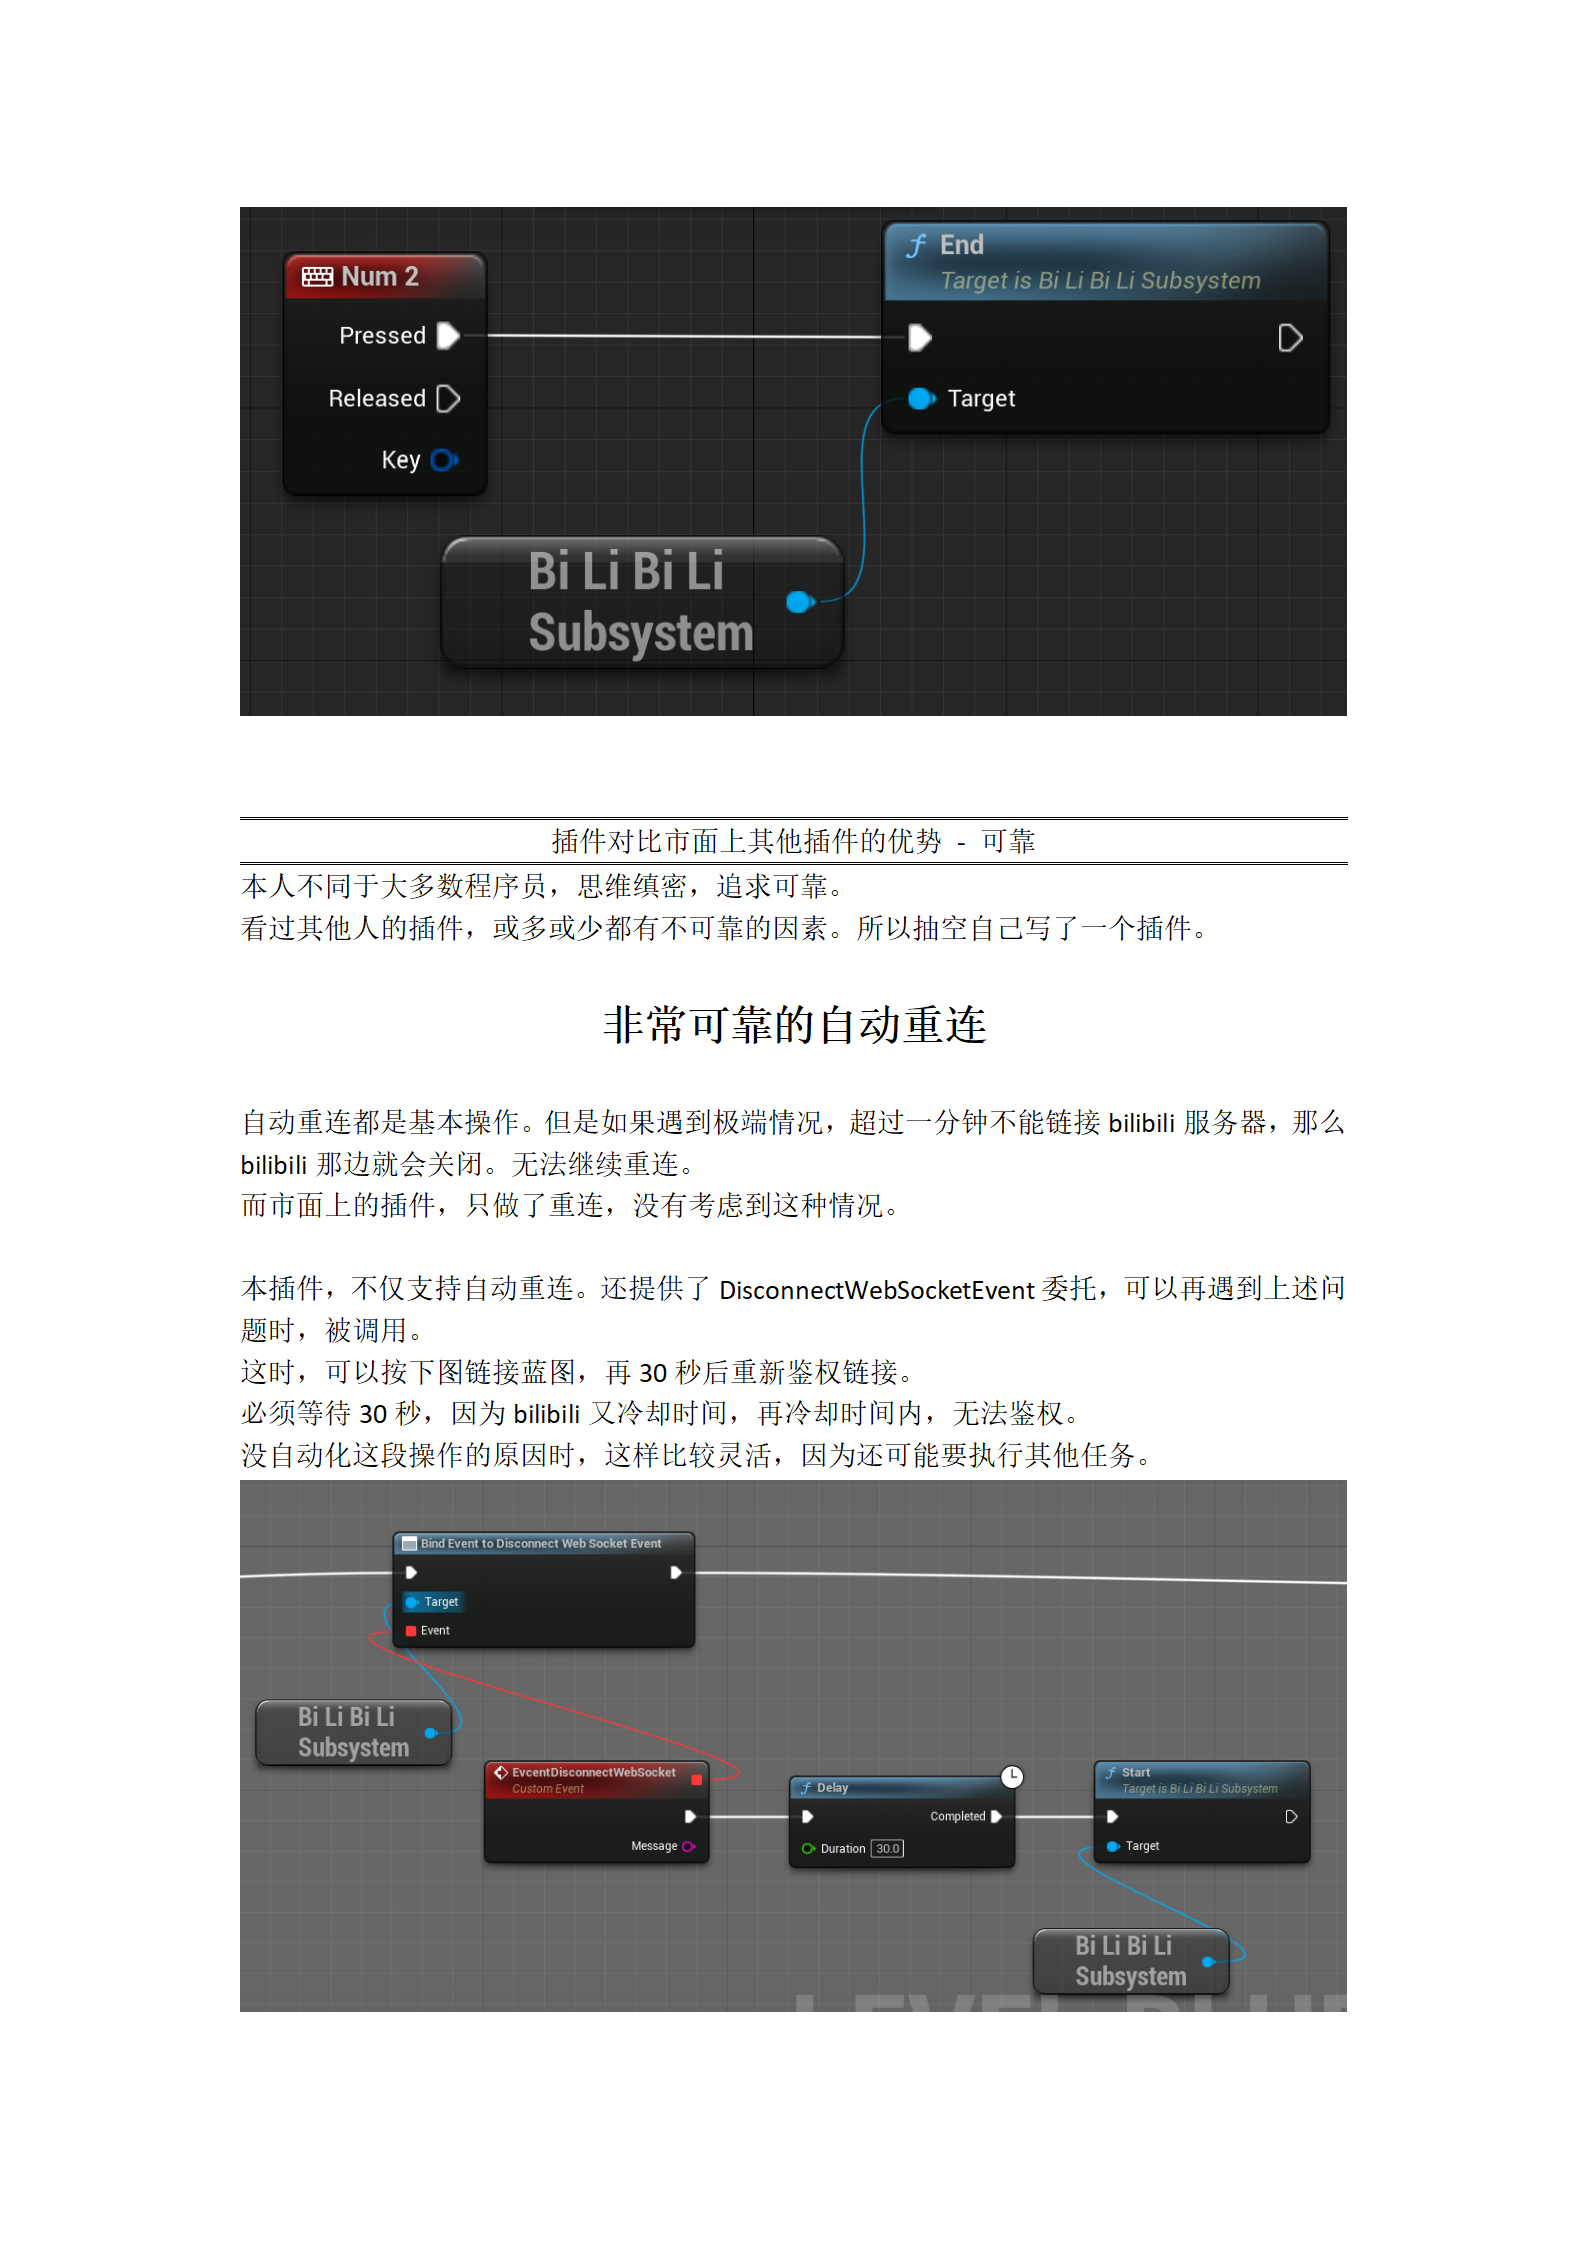 Num 2
Pressed
Released
Key
End
Target is Bi Li Bi Li Subsystem
Target
Bi Li Bi Li
Subsystem
插件对比市面上其他插件的优势 - 可靠
本人不同于大多数程序员，思维缜密，追求可靠。
看过其他人的插件，或多或少都有不可靠的因素。所以抽空自己写了一个插件。
非常可靠的自动重连
自动重连都是基本操作。但是如果遇到极端情况，超过一分钟不能链接 bilibili 服务器，那么
bilibili 那边就会关闭。无法继续重连。
而市面上的插件，只做了重连，没有考虑到这种情况。
本插件，不仅支持自动重连。还提供了 DisconnectWebSocketEvent 委托，可以再遇到上述问
题时，被调用。
这时，可以按下图链接蓝图，再 30 秒后重新鉴权链接。
必须等待 30 秒，因为 bilibili 又冷却时间，再冷却时间内，无法鉴权。
没自动化这段操作的原因时，这样比较灵活，因为还可能要执行其他任务。
Bind Event to Disconnect Web Socket Event
Target
Event
Bi Li Bi Li
Subsystem
EvcentDisconnectWebSocket
Custom Event
Message
Delay
Completed
Duration 30.0
Start
Target is Bi Li Bi Li Subsystem
Target
Bi Li Bi Li
Subsystem